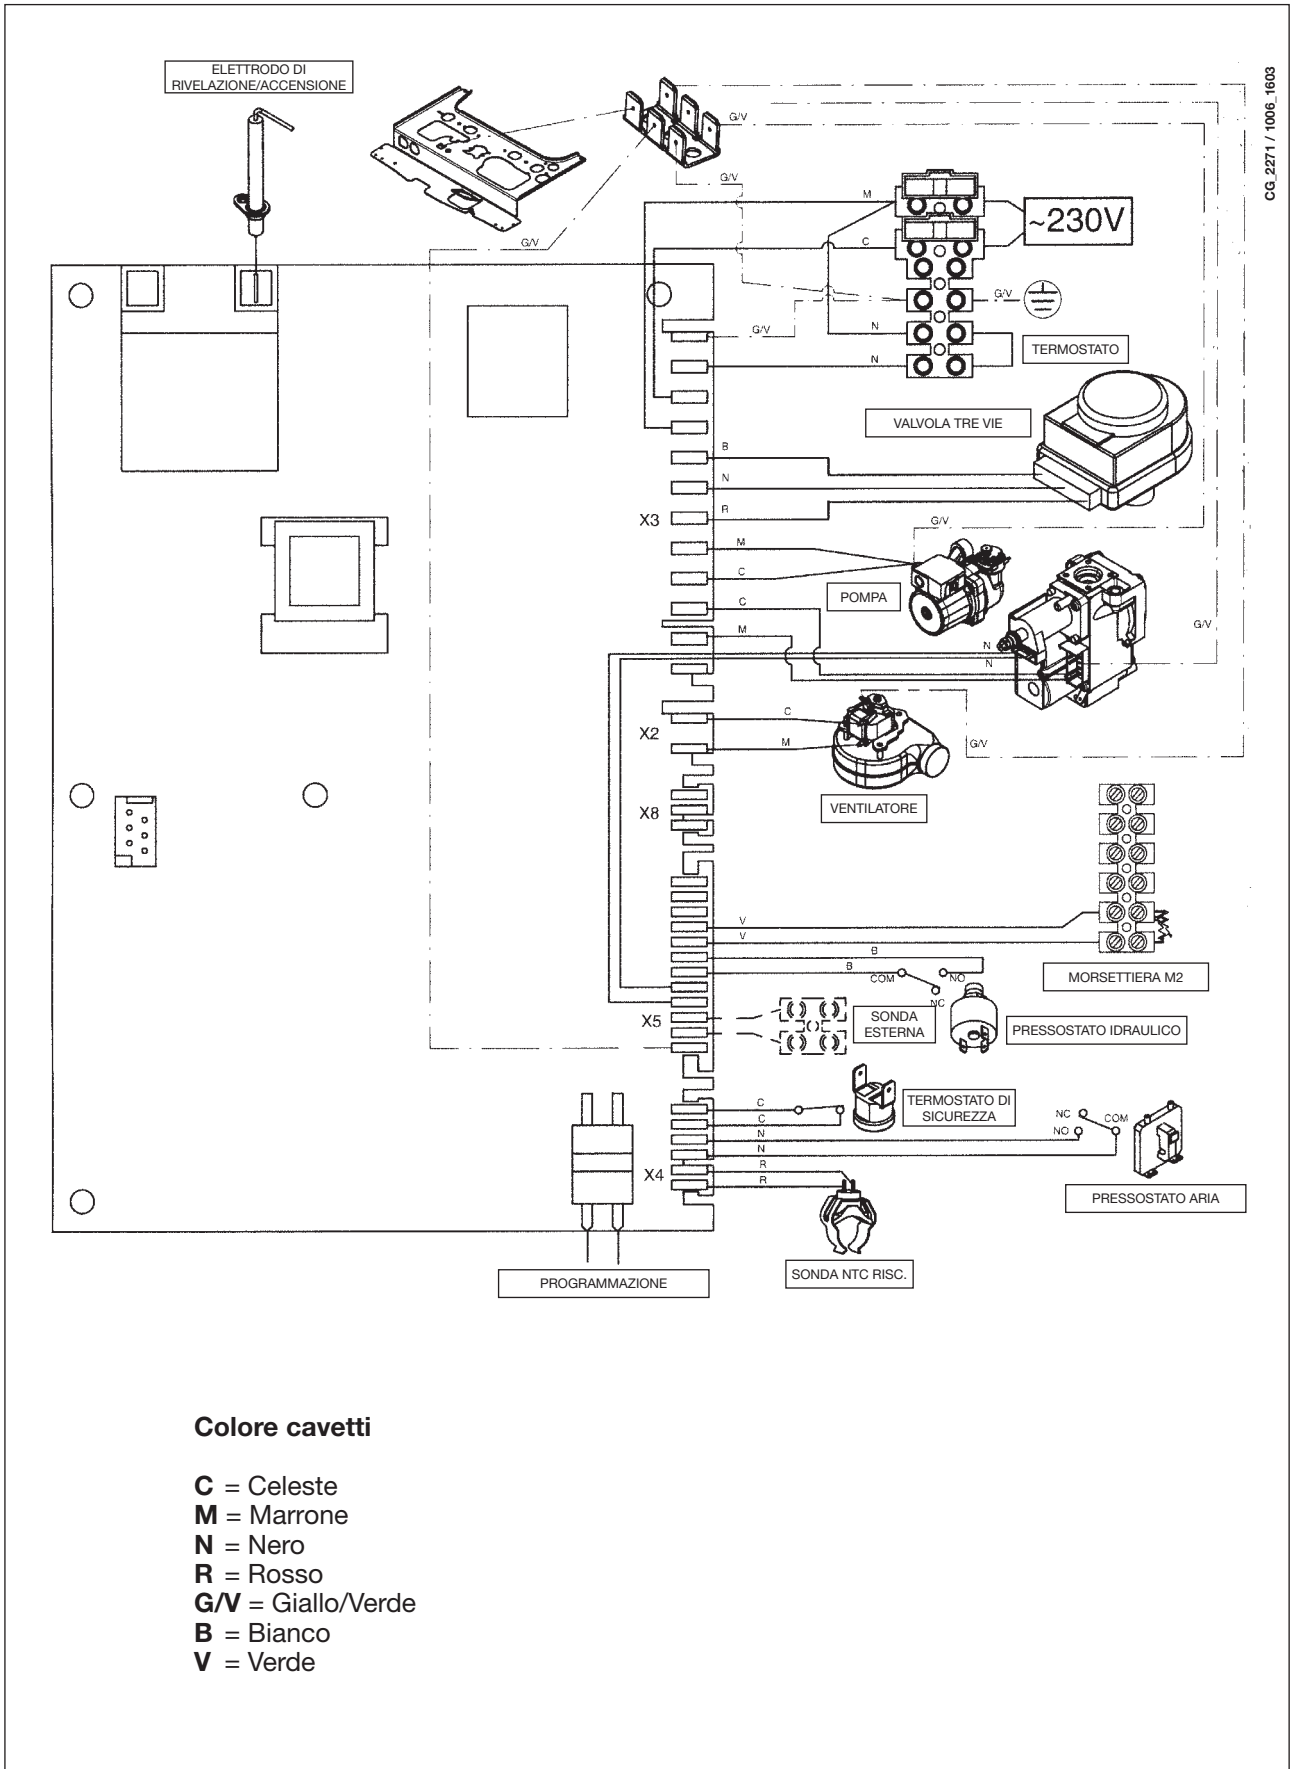 ELETTRODO DI
RIVELAZIONE/ACCENSIONE
CG_2271 / 1006_1603
G/V
G/V
M
~230V
G/V
C
G/V
G/V
N
TERMOSTATO
N
VALVOLA TRE VIE
B
N
R
X3
G/V
M
C
POMPA
C
G/V
M
N
N
C
X2
M
G/V
VENTILATORE
X8
V
V
B
B
COM
NO
MORSETTIERA M2
NC
X5
SONDA
ESTERNA
PRESSOSTATO IDRAULICO
C
TERMOSTATO DI
SICUREZZA
C
NC
COM
N
NO
N
R
X4
R
PRESSOSTATO ARIA
SONDA NTC RISC.
PROGRAMMAZIONE
Colore cavetti
C = Celeste
M = Marrone
N = Nero
R = Rosso
G/V = Giallo/Verde
B = Bianco
V = Verde